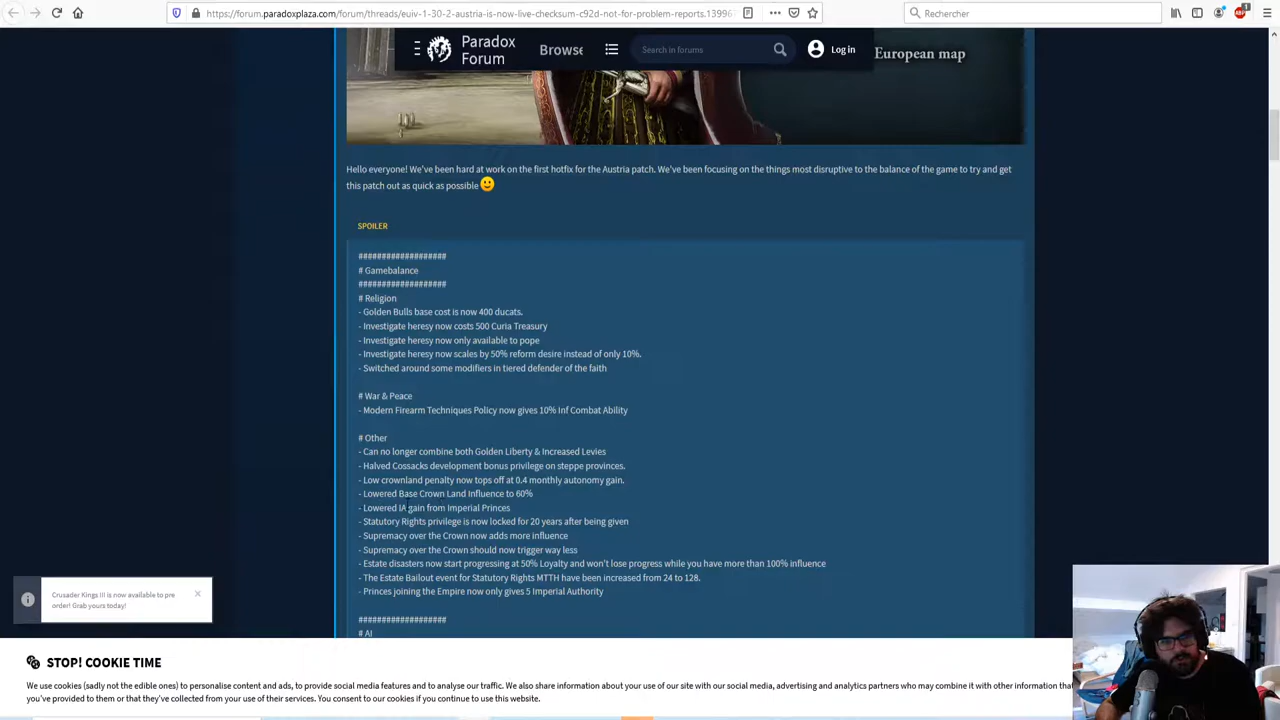 https://forum.paradoxplaza.com/forum/threads/euiv-1-30-2-austria-is-now-live-checksum-c92d-not-for-problem-reports.13996
Rechercher
1
Paradox Forum
Browse
Search in forums
Log in
European map
Hello everyone! We've been hard at work on the first hotfix for the Austria patch. We've been focusing on the things most disruptive to the balance of the game to try and get
this patch out as quick as possible
SPOILER
###################
# Gamebalance
###################
# Religion
- Golden Bulls base cost is now 400 ducats.
- Investigate heresy now costs 500 Curia Treasury
- Investigate heresy now only available to pope
- Investigate heresy now scales by 50% reform desire instead of only 10%.
- Switched around some modifiers in tiered defender of the faith
# War & Peace
- Modern Firearm Techniques Policy now gives 10% Inf Combat Ability
# Other
- Can no longer combine both Golden Liberty & Increased Levies
- Halved Cossacks development bonus privilege on steppe provinces.
- Low crownland penalty now tops off at 0.4 monthly autonomy gain.
- Lowered Base Crown Land Influence to 60%
- Lowered IA gain from Imperial Princes
- Statutory Rights privilege is now locked for 20 years after being given
- Supremacy over the Crown now adds more influence
- Supremacy over the Crown should now trigger way less
- Estate disasters now start progressing at 50% Loyalty and won't lose progress while you have more than 100% influence
- The Estate Bailout event for Statutory Rights MTTH have been increased from 24 to 128.
- Princes joining the Empire now only gives 5 Imperial Authority
###################
# AI
Crusader Kings III is now available to pre
order! Grab yours today!
STOP! COOKIE TIME
We use cookies (sadly not the edible ones) to personalise content and ads, to provide social media features and to analyse our traffic. We also share information about your use of our site with our social media, advertising and analytics partners who may combine it with other information that
you've provided to them or that they've collected from your use of their services. You consent to our cookies if you continue to use this website.